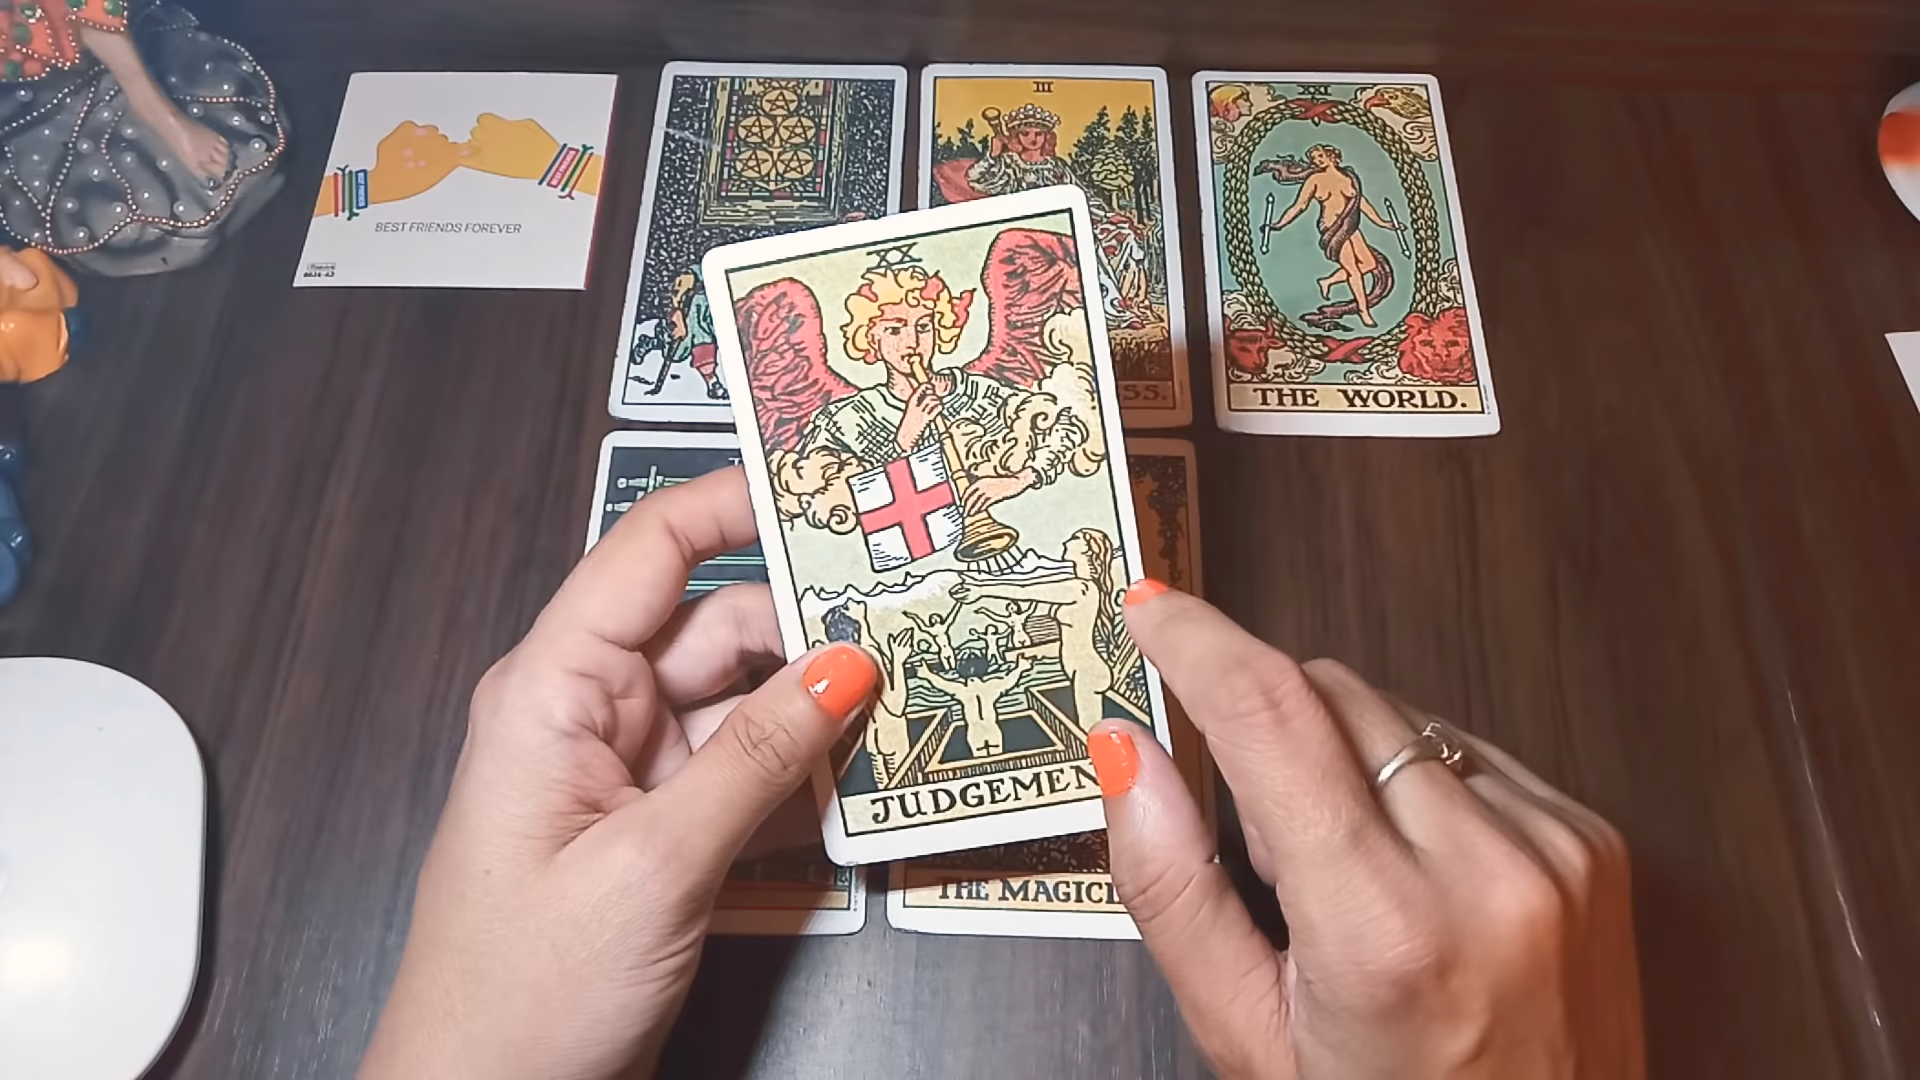 BEST FRIENDS FOREVER
III
SS.
XXI
THE WORLD.
XX
JUDGEMEN
THE MAGICI